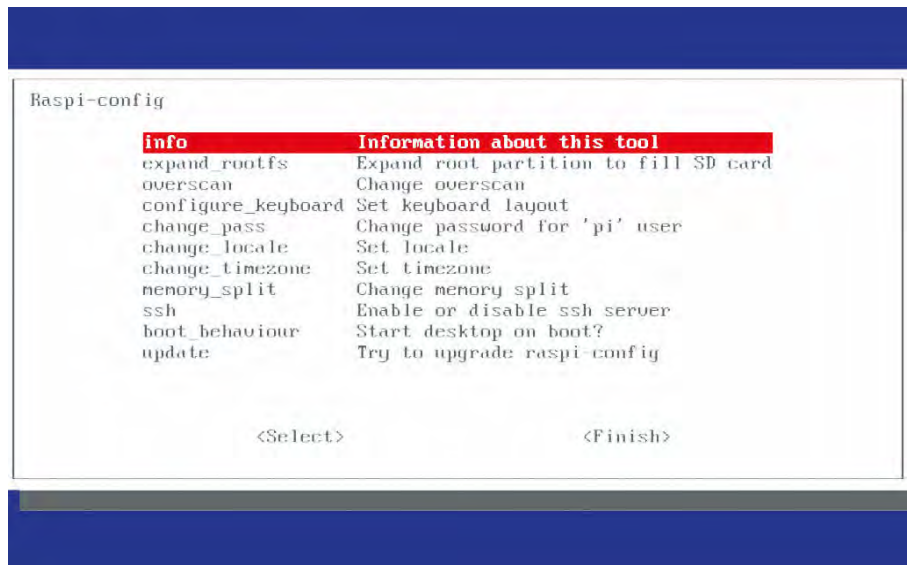 Raspi-config
info Information about this tool
expand_rootfs Expand root partition to fill SD card
overscan Change overscan
configure_keyboard Set keyboard layout
change_pass Change password for 'pi' user
change_locale Set locale
change_timezone Set timezone
memory_split Change memory split
ssh Enable or disable ssh server
boot_behaviour Start desktop on boot?
update Try to upgrade raspi-config
<Select> <Finish>